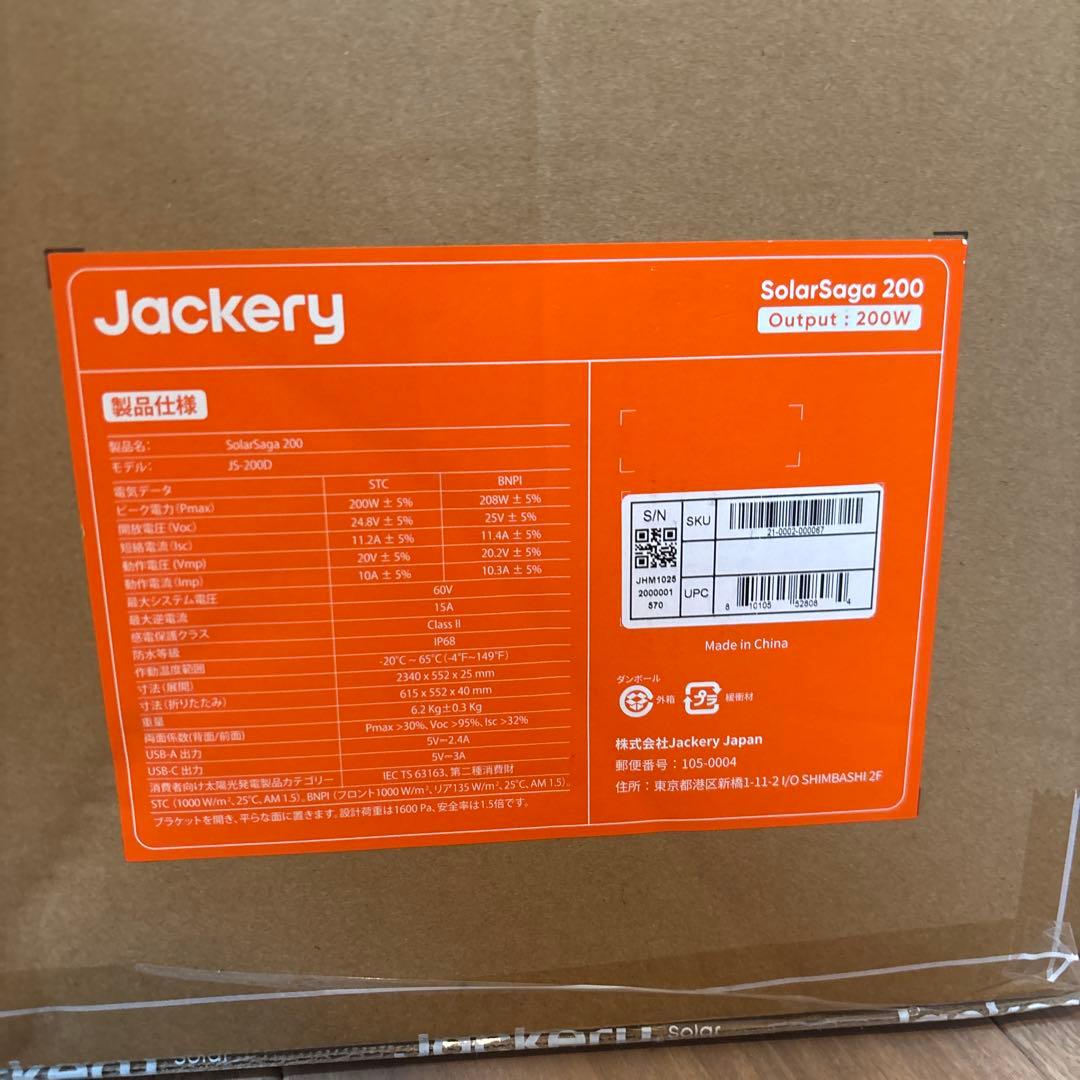 Jackery
SolarSaga 200
Output : 200W
製品仕様
製品名: SolarSaga 200
モデル: JS-200D
電気データ STC BNPI
ピーク電力(Pmax) 200W ± 5% 208W ± 5%
開放電圧(Voc) 24.8V ± 5% 25V ± 5%
短絡電流(Isc) 11.2A ± 5% 11.4A ± 5%
動作電圧 (Vmp) 20V ± 5% 20.2V ± 5%
動作電流(Imp) 10A ± 5% 10.3A ± 5%
最大システム電圧 60V
最大逆電流 15A
感電保護クラス Class II
防水等級 IP68
作動温度範囲 -20℃ ~ 65℃ (-4°F~149°F)
寸法(展開) 2340 x 552 x 25 mm
寸法(折りたたみ) 615 x 552 x 40 mm
重量 6.2 Kg±0.3 Kg
両面係数(背面/前面) Pmax >30%, Voc >95%, Isc >32%
USB-A 出力 5V⎓2.4A
USB-C 出力 5V⎓3A
消費者向け太陽光発電製品カテゴリー IEC TS 63163、第二種消費財
STC (1000 W/m², 25℃, AM 1.5)。BNPI (フロント1000 W/m², リア135 W/m², 25℃, AM 1.5)。
ブラケットを開き、平らな面に置きます。設計荷重は1600 Pa、安全率は1.5倍です。
S/N
JHM1025
2000001
570
SKU
21-0002-000067
UPC
8 10105 52808 4
Made in China
ダンボール
外箱
プラ
緩衝材
株式会社Jackery Japan
郵便番号：105-0004
住所：東京都港区新橋1-11-2 I/O SHIMBASHI 2F
Jackery Solar
Jackery Solar
Jackery